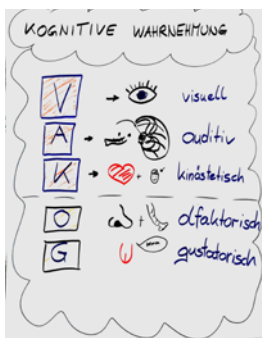 KOGNITIVE WAHRNEHMUNG
V → visuell
A → auditiv
K → + kinästetisch
O + olfaktorisch
G gustatorisch